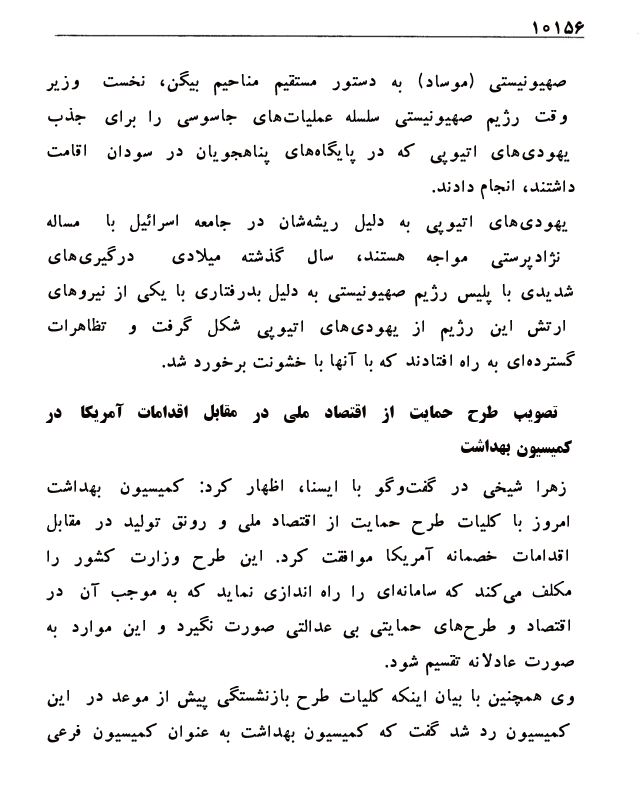 ۱۰۱۵۶
صهیونیستی (موساد) به دستور مستقیم مناحیم بیگن، نخست وزیر
وقت رژیم صهیونیستی سلسله عملیات‌های جاسوسی را برای جذب
یهودی‌های اتیوپی که در پایگاه‌های پناهجویان در سودان اقامت
داشتند، انجام دادند.
یهودی‌های اتیوپی به دلیل ریشه‌شان در جامعه اسرائیل با مساله
نژادپرستی مواجه هستند، سال گذشته میلادی درگیری‌های
شدیدی با پلیس رژیم صهیونیستی به دلیل بدرفتاری با یکی از نیروهای
ارتش این رژیم از یهودی‌های اتیوپی شکل گرفت و تظاهرات
گسترده‌ای به راه افتادند که با آنها با خشونت برخورد شد.
تصویب طرح حمایت از اقتصاد ملی در مقابل اقدامات آمریکا در
کمیسیون بهداشت
زهرا شیخی در گفت‌وگو با ایسنا، اظهار کرد: کمیسیون بهداشت
امروز با کلیات طرح حمایت از اقتصاد ملی و رونق تولید در مقابل
اقدامات خصمانه آمریکا موافقت کرد. این طرح وزارت کشور را
مکلف می‌کند که سامانه‌ای را راه اندازی نماید که به موجب آن در
اقتصاد و طرح‌های حمایتی بی عدالتی صورت نگیرد و این موارد به
صورت عادلانه تقسیم شود.
وی همچنین با بیان اینکه کلیات طرح بازنشستگی پیش از موعد در این
کمیسیون رد شد گفت که کمیسیون بهداشت به عنوان کمیسیون فرعی